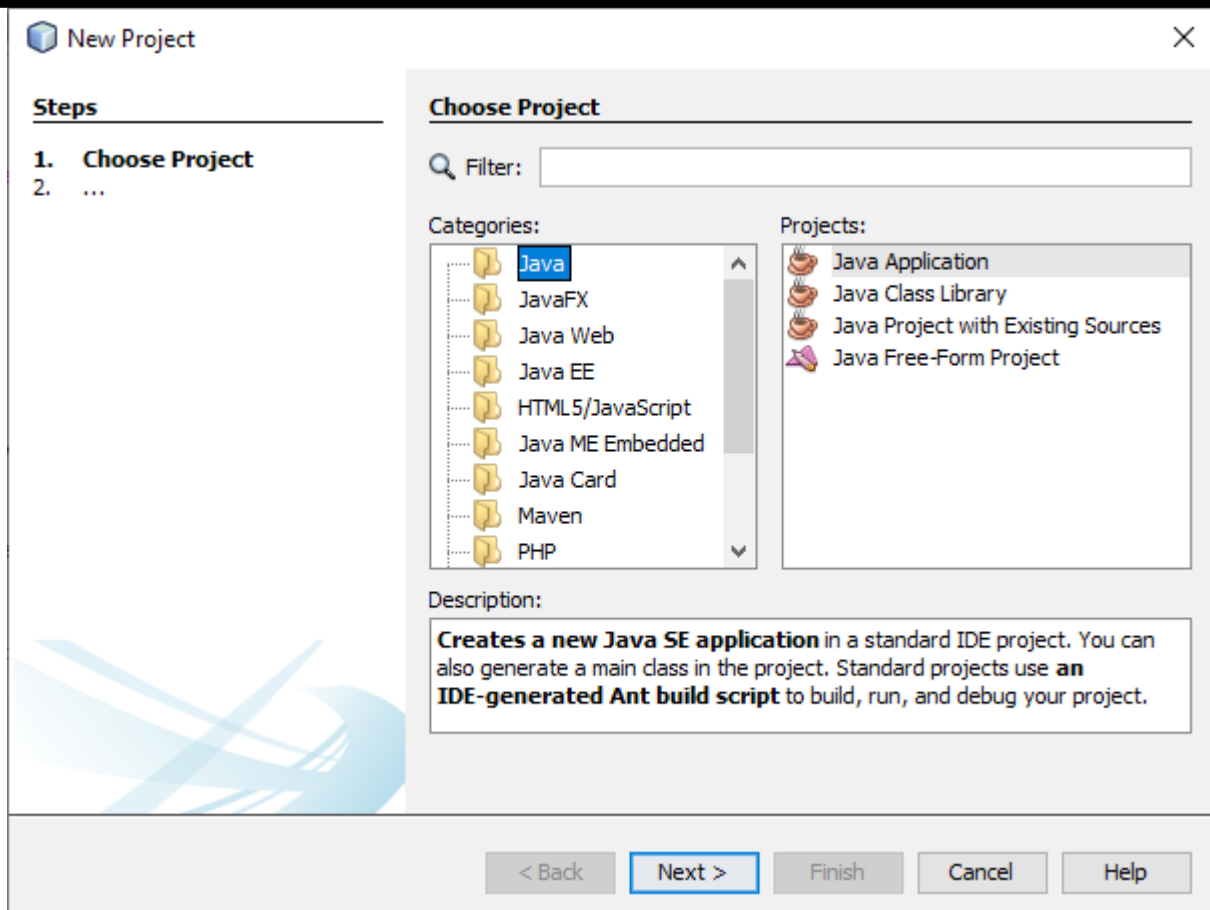 New Project
Steps
1. Choose Project
2. ...
Choose Project
Filter:
Categories:
Java
JavaFX
Java Web
Java EE
HTML5/JavaScript
Java ME Embedded
Java Card
Maven
PHP
Projects:
Java Application
Java Class Library
Java Project with Existing Sources
Java Free-Form Project
Description:
Creates a new Java SE application in a standard IDE project. You can
also generate a main class in the project. Standard projects use an
IDE-generated Ant build script to build, run, and debug your project.
< Back
Next >
Finish
Cancel
Help